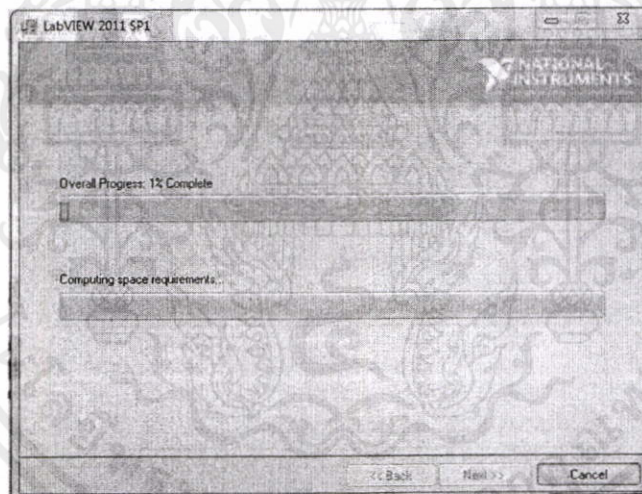 LabVIEW 2011 SP1
NATIONAL
INSTRUMENTS
Overall Progress: 1% Complete
Computing space requirements...
<< Back
Next >>
Cancel